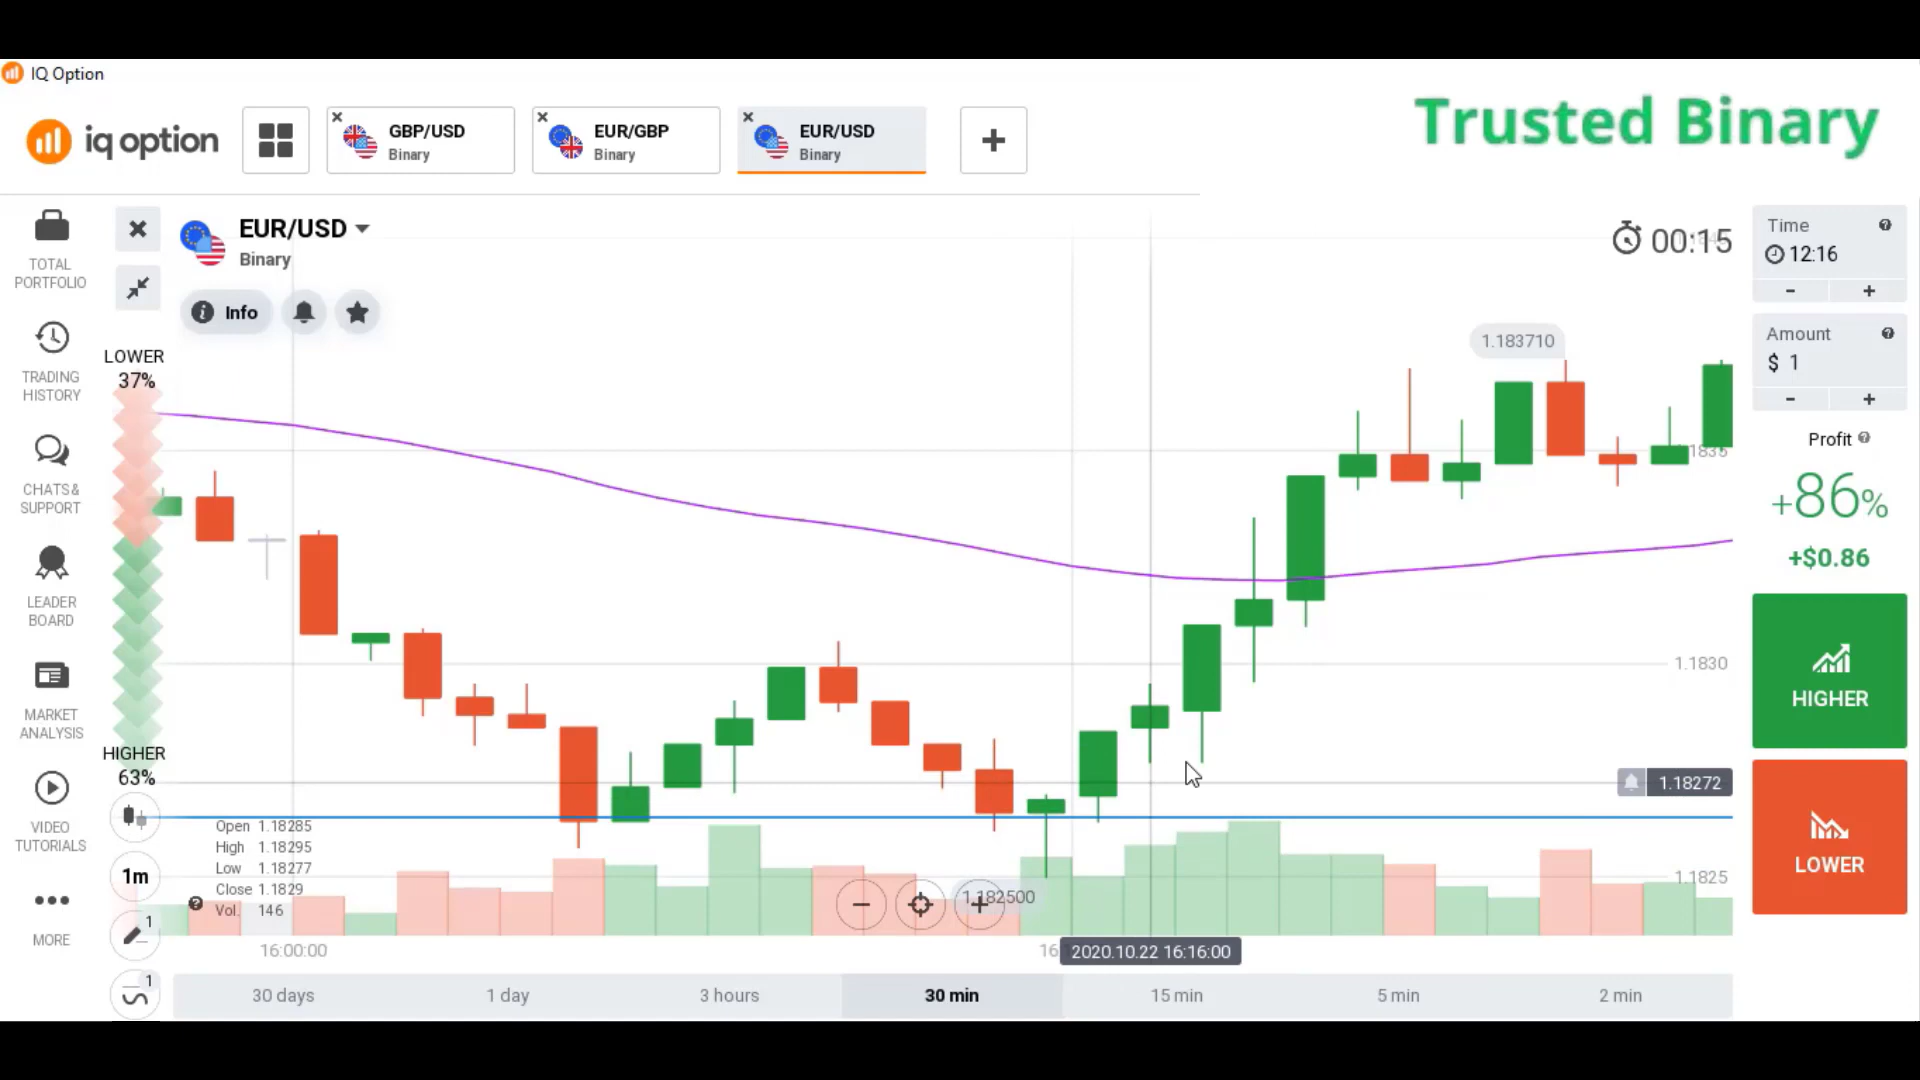 IQ Option
iq option
GBP/USD
Binary
EUR/GBP
Binary
EUR/USD
Binary
Trusted Binary
TOTAL
PORTFOLIO
TRADING
HISTORY
CHATS &
SUPPORT
LEADER
BOARD
MARKET
ANALYSIS
VIDEO
TUTORIALS
MORE
EUR/USD
Binary
Info
00:15
LOWER
37%
HIGHER
63%
1m
1
1
1.183710
1.1835
1.1830
1.18272
1.1825
1.182500
Open 1.18285
High 1.18295
Low 1.18277
Close 1.1829
Vol. 146
16:00:00
2020.10.22 16:16:00
30 days
1 day
3 hours
30 min
15 min
5 min
2 min
Time
12:16
- +
Amount
$ 1
- +
Profit
+86%
+$0.86
HIGHER
LOWER